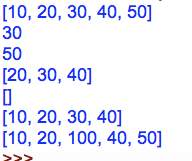 [10, 20, 30, 40, 50]
30
50
[20, 30, 40]
[]
[10, 20, 30, 40]
[10, 20, 100, 40, 50]
>>>